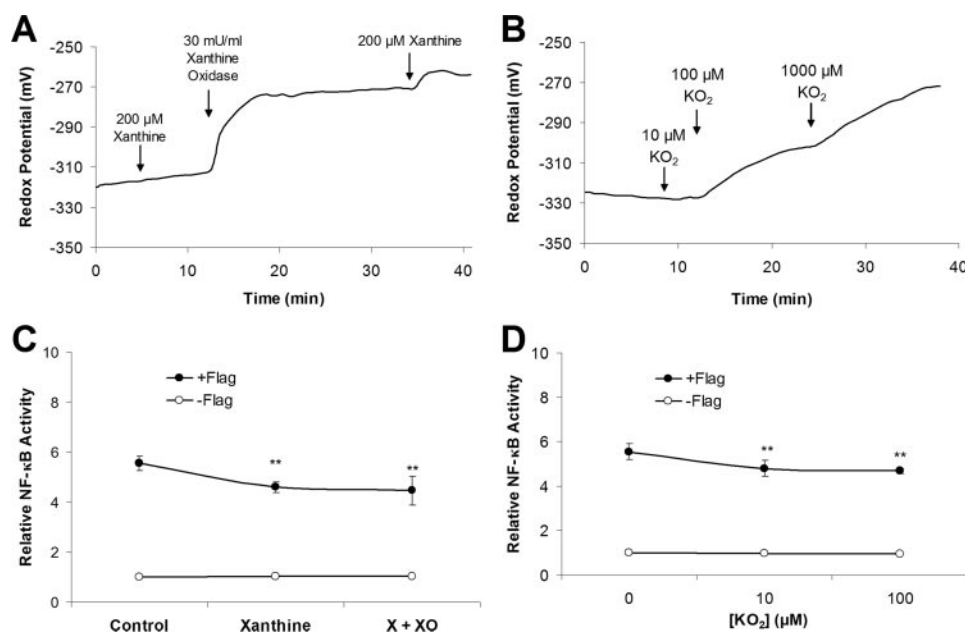 A
-250
-270
-290
-310
-330
-350
Redox Potential (mV)
30 mU/ml
Xanthine
Oxidase
200 µM
Xanthine
200 µM Xanthine
0
10
20
30
40
Time (min)
B
-250
-270
-290
-310
-330
-350
Redox Potential (mV)
100 µM
KO₂
10 µM
KO₂
1000 µM
KO₂
0
10
20
30
40
Time (min)
C
10
8
6
4
2
0
Relative NF-κB Activity
+Flag
-Flag
**
**
Control
Xanthine
X + XO
D
10
8
6
4
2
0
Relative NF-κB Activity
+Flag
-Flag
**
**
0
10
100
[KO₂] (µM)